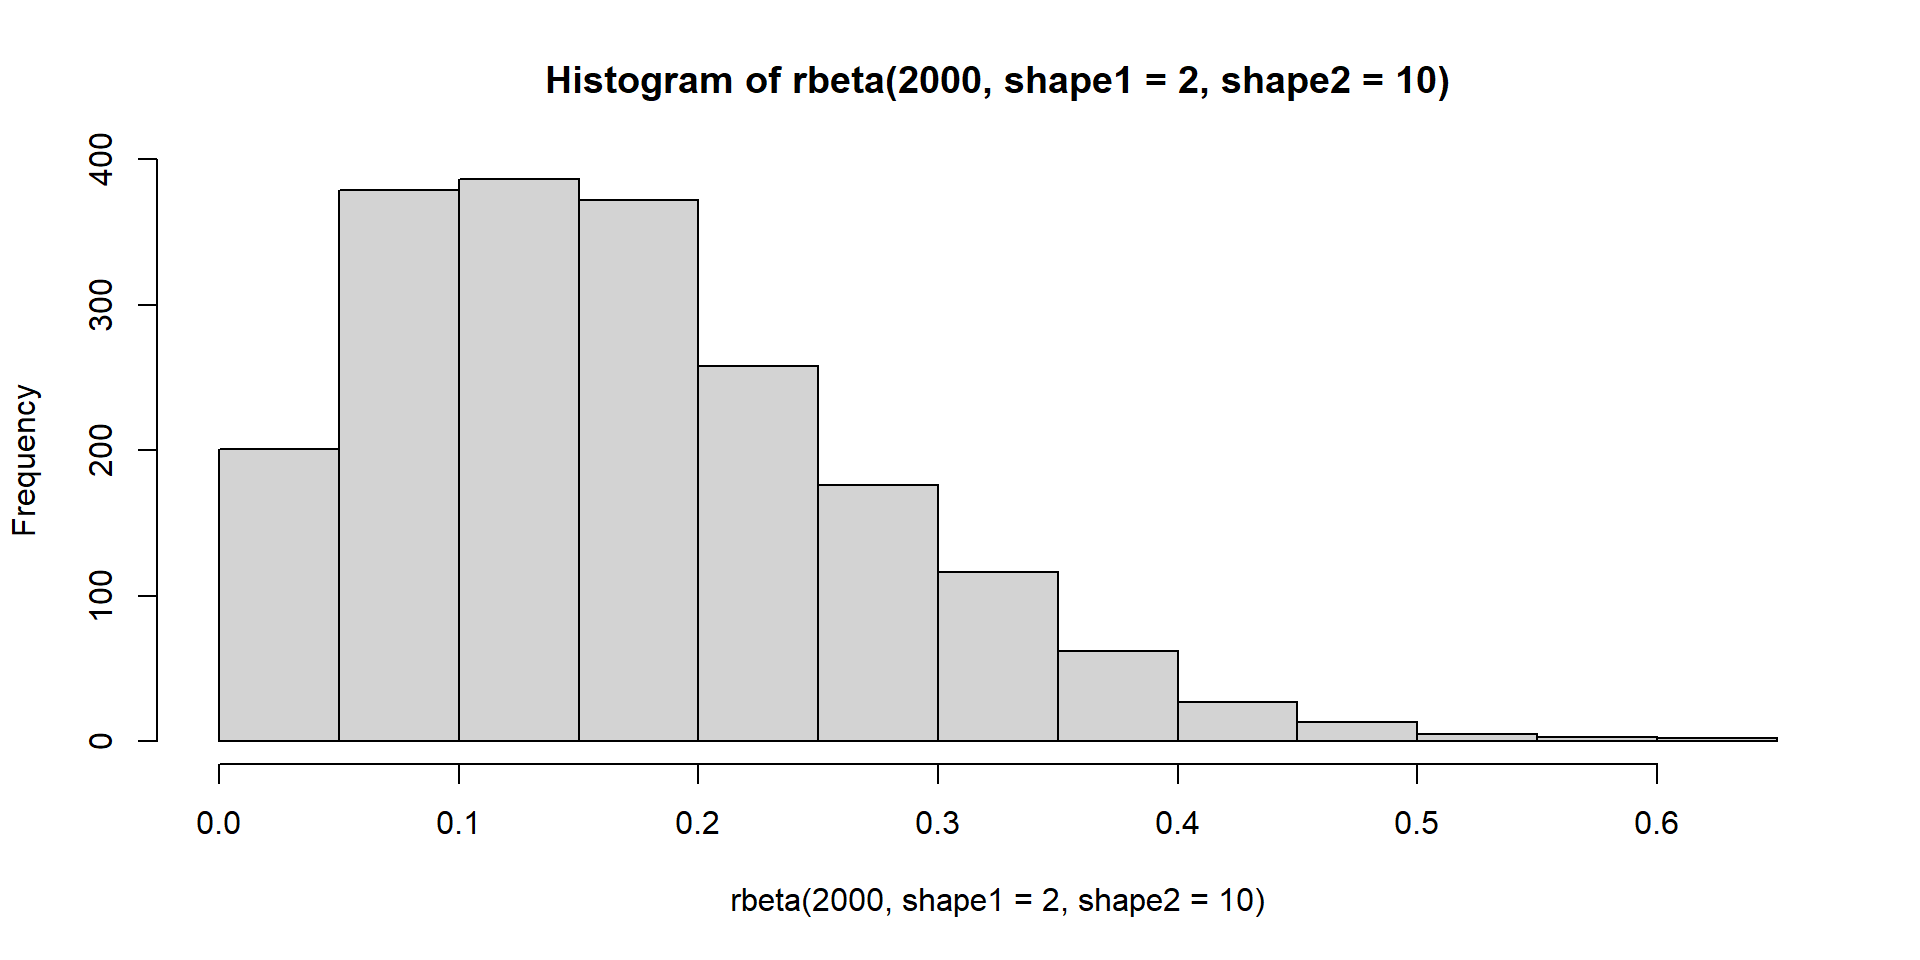 Histogram of rbeta(2000, shape1 = 2, shape2 = 10)
Frequency
400
300
200
100
0
0.0 0.1 0.2 0.3 0.4 0.5 0.6
rbeta(2000, shape1 = 2, shape2 = 10)